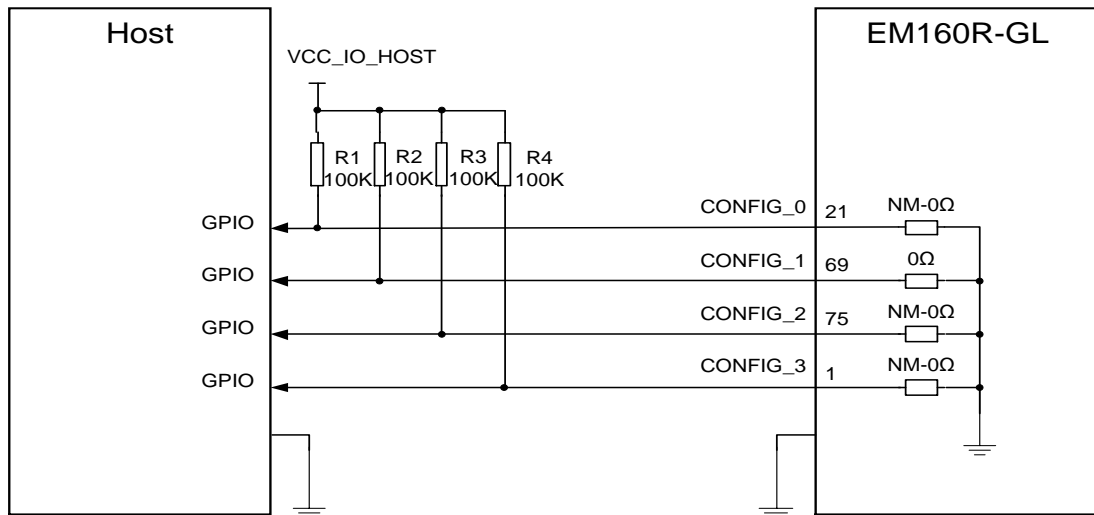 Host
EM160R-GL
VCC_IO_HOST
R1 R2 R3 R4
100K 100K 100K 100K
GPIO CONFIG_0 21 NM-0Ω
GPIO CONFIG_1 69 0Ω
GPIO CONFIG_2 75 NM-0Ω
GPIO CONFIG_3 1 NM-0Ω